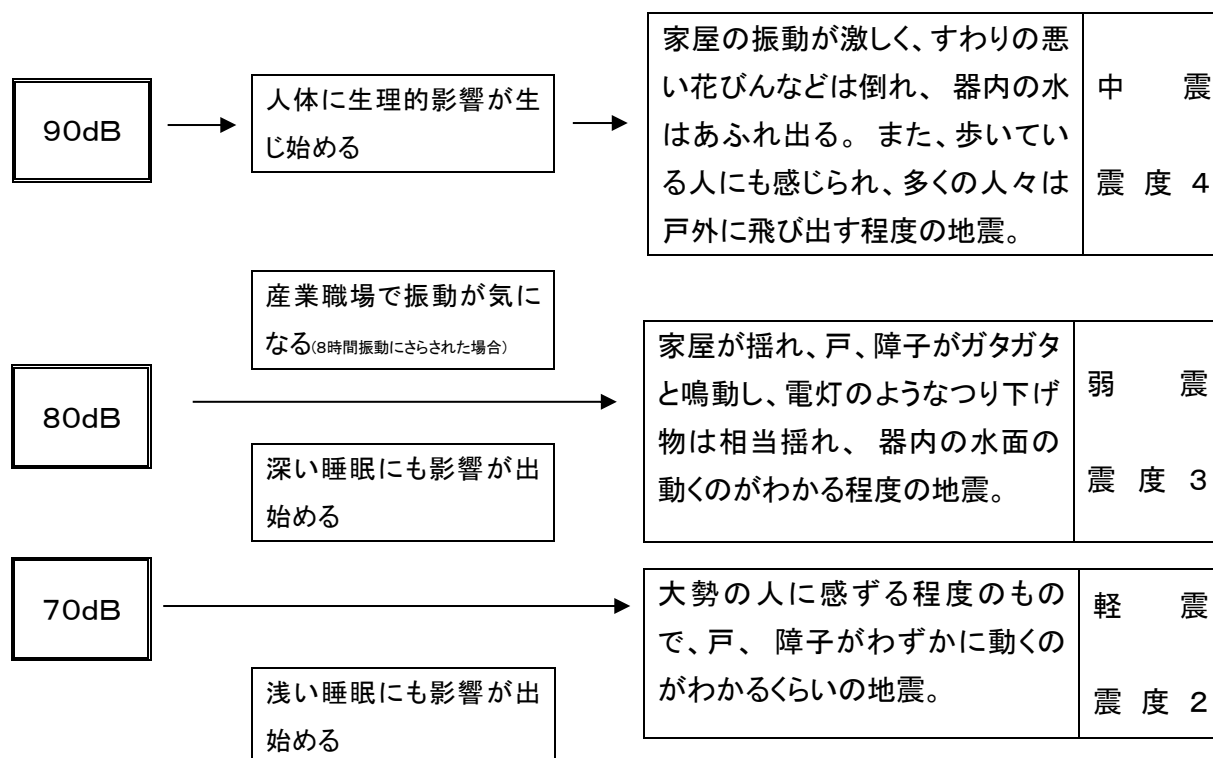 90dB
人体に生理的影響が生
じ始める
家屋の振動が激しく、すわりの悪
い花びんなどは倒れ、 器内の水
はあふれ出る。 また、歩いてい
る人にも感じられ、多くの人々は
戸外に飛び出す程度の地震。
中 震
震 度 4
産業職場で振動が気に
なる(8時間振動にさらされた場合)
80dB
深い睡眠にも影響が出
始める
家屋が揺れ、戸、障子がガタガタ
と鳴動し、電灯のようなつり下げ
物は相当揺れ、 器内の水面の
動くのがわかる程度の地震。
弱 震
震 度 3
70dB
浅い睡眠にも影響が出
始める
大勢の人に感ずる程度のもの
で、戸、 障子がわずかに動くの
がわかるくらいの地震。
軽 震
震 度 2